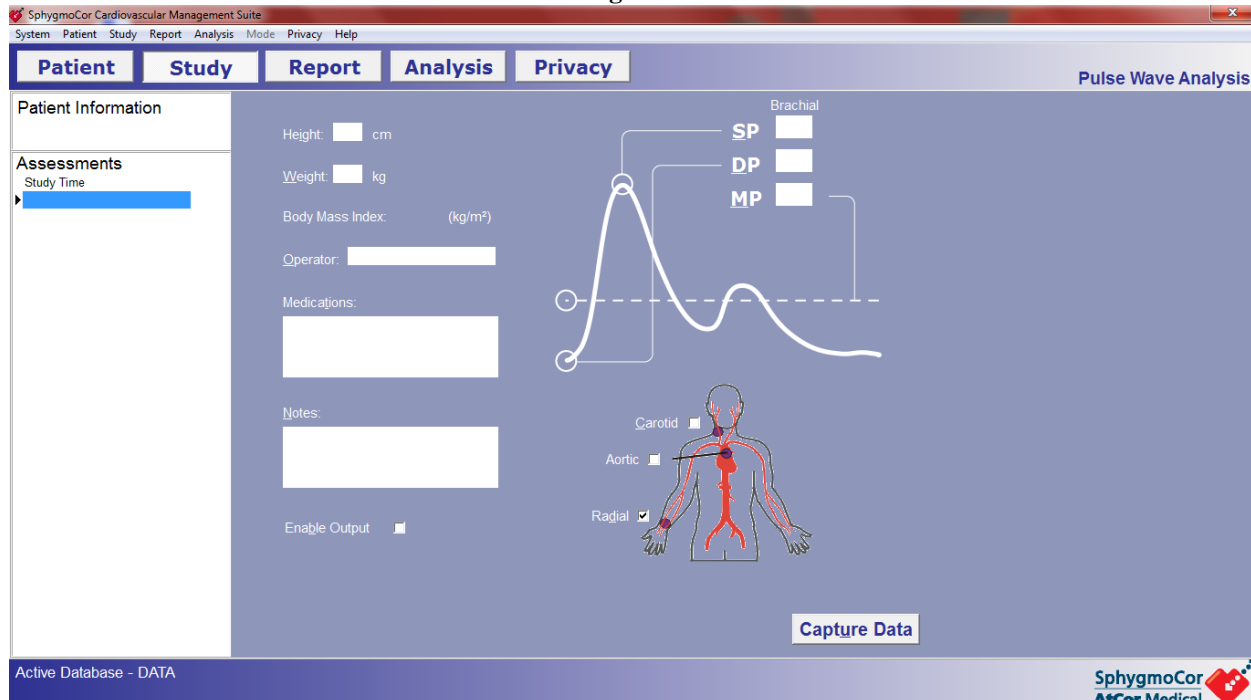 SphygmoCor Cardiovascular Management Suite
System Patient Study Report Analysis Mode Privacy Help
Patient Study Report Analysis Privacy
Pulse Wave Analysis
Patient Information
Assessments
Study Time
Height: cm
Weight: kg
Body Mass Index: (kg/m²)
Operator:
Medications:
Notes:
Enable Output
Brachial
SP
DP
MP
Carotid
Aortic
Radial
Capture Data
Active Database - DATA
SphygmoCor
AtCor Medical